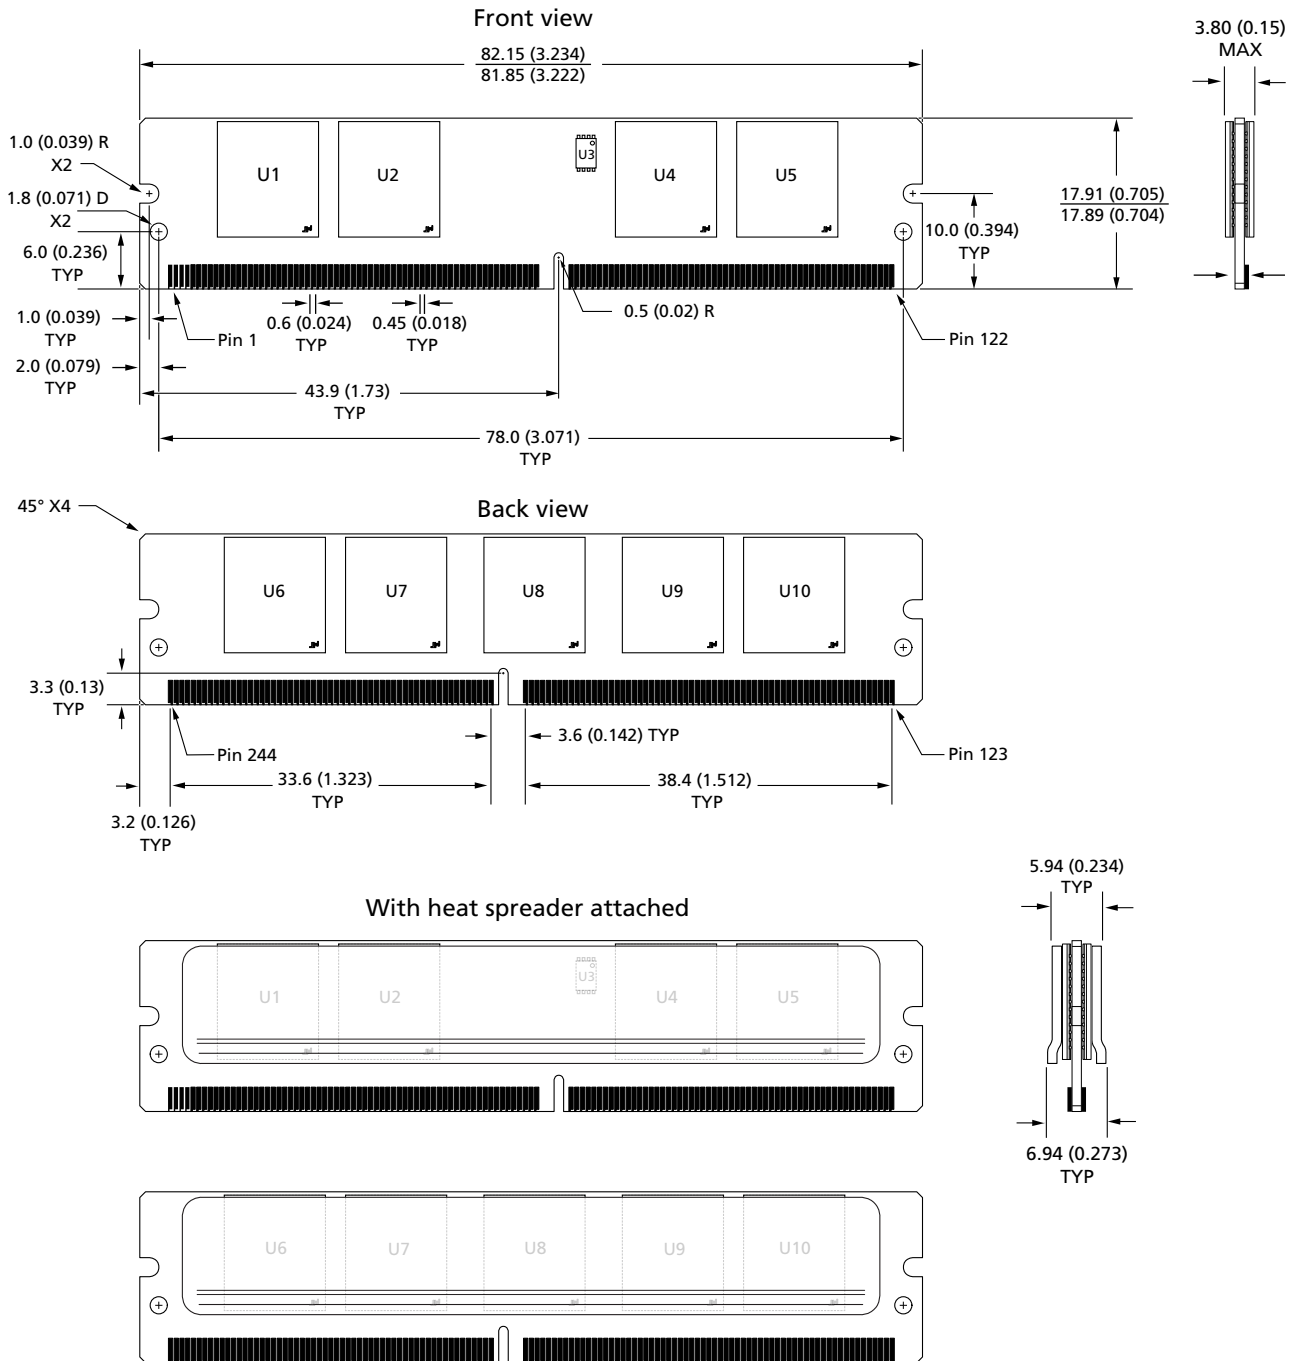 Front view
82.15 (3.234)
81.85 (3.222)
3.80 (0.15)
MAX
1.0 (0.039) R
X2
1.8 (0.071) D
X2
6.0 (0.236)
TYP
1.0 (0.039)
TYP
2.0 (0.079)
TYP
U1
U2
U3
U4
U5
17.91 (0.705)
17.89 (0.704)
10.0 (0.394)
TYP
Pin 1
0.6 (0.024)
TYP
0.45 (0.018)
TYP
0.5 (0.02) R
Pin 122
43.9 (1.73)
TYP
78.0 (3.071)
TYP
45° X4
Back view
U6
U7
U8
U9
U10
3.3 (0.13)
TYP
Pin 244
3.6 (0.142) TYP
Pin 123
33.6 (1.323)
TYP
38.4 (1.512)
TYP
3.2 (0.126)
TYP
5.94 (0.234)
TYP
With heat spreader attached
U1
U2
U3
U4
U5
6.94 (0.273)
TYP
U6
U7
U8
U9
U10